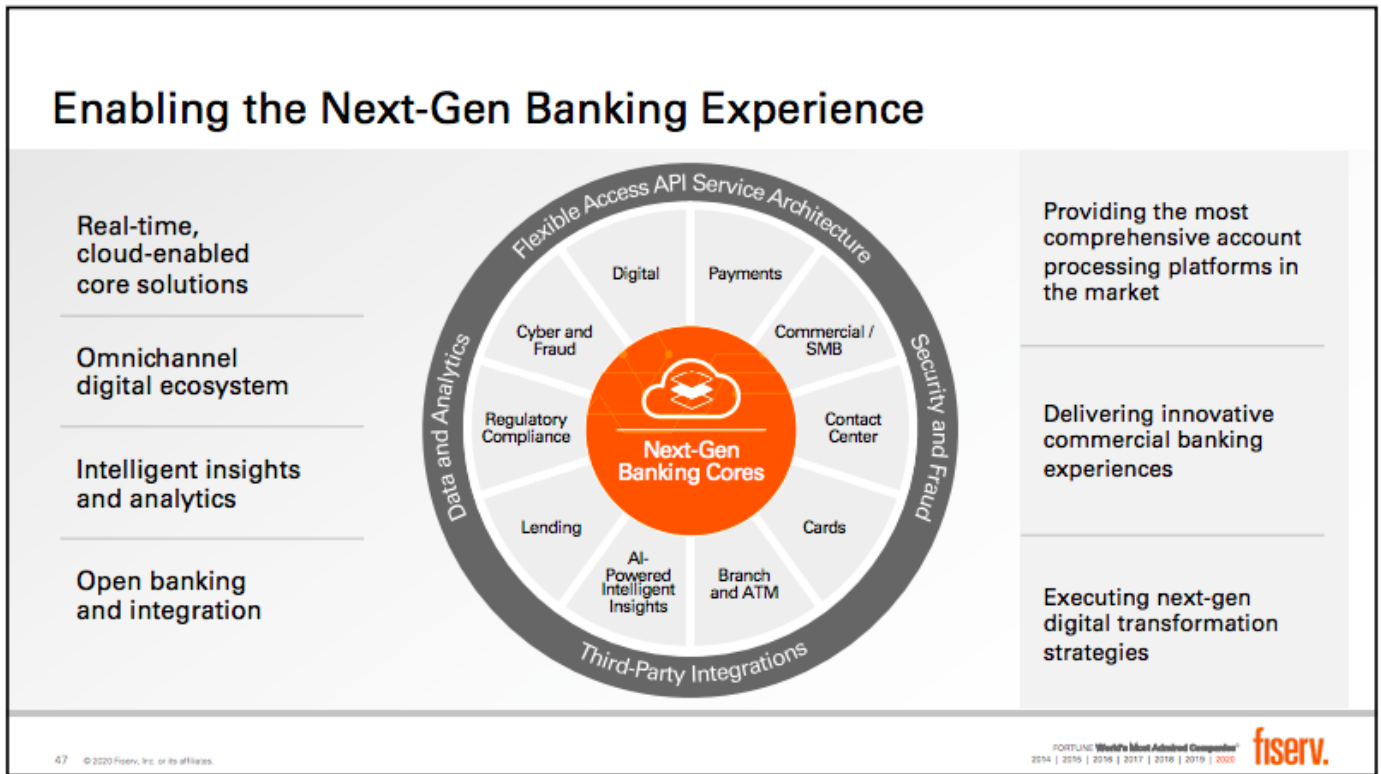 Enabling the Next-Gen Banking Experience
Real-time,
cloud-enabled
core solutions
Omnichannel
digital ecosystem
Intelligent insights
and analytics
Open banking
and integration
Flexible Access API Service Architecture
Security and Fraud
Third-Party Integrations
Data and Analytics
Digital
Payments
Commercial /
SMB
Contact
Center
Cards
Branch
and ATM
AI-
Powered
Intelligent
Insights
Lending
Regulatory
Compliance
Cyber and
Fraud
Next-Gen
Banking Cores
Providing the most
comprehensive account
processing platforms in
the market
Delivering innovative
commercial banking
experiences
Executing next-gen
digital transformation
strategies
47 © 2020 Fiserv, Inc. or its affiliates.
FORTUNE World's Most Admired Companies®
2014 | 2015 | 2016 | 2017 | 2018 | 2019 | 2020
fiserv.